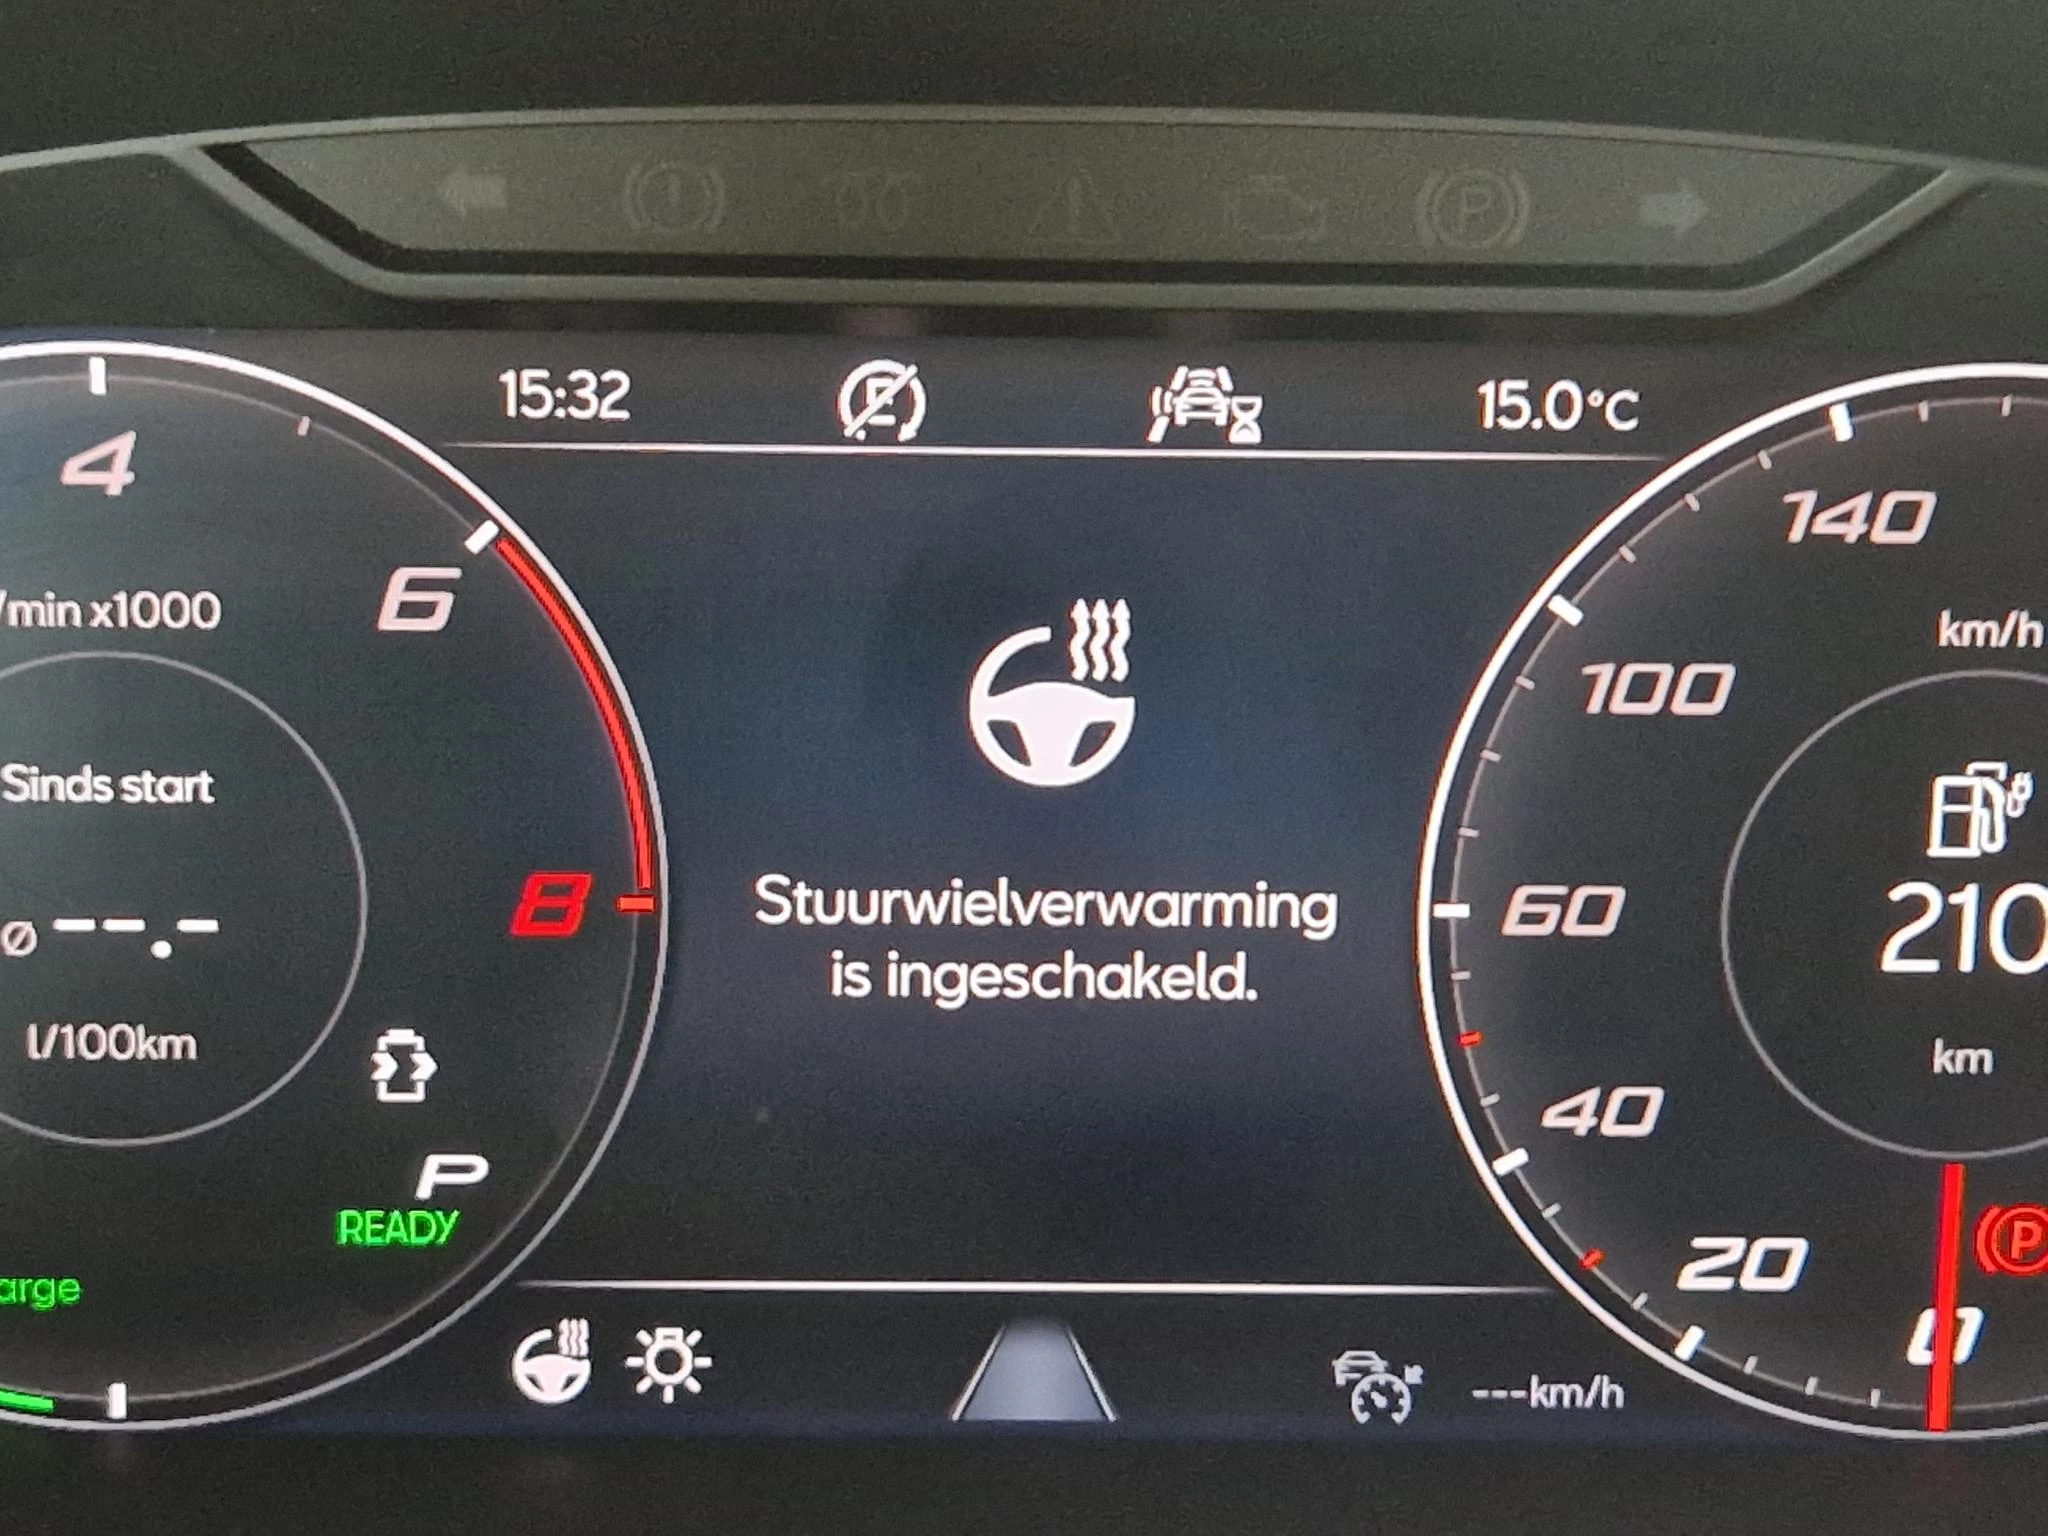 15:32
15.0°C
4
6
8
/min x1000
Sinds start
ø --.-
l/100km
P
READY
arge
Stuurwielverwarming
is ingeschakeld.
140
100
60
40
20
0
km/h
210
km
P
---km/h